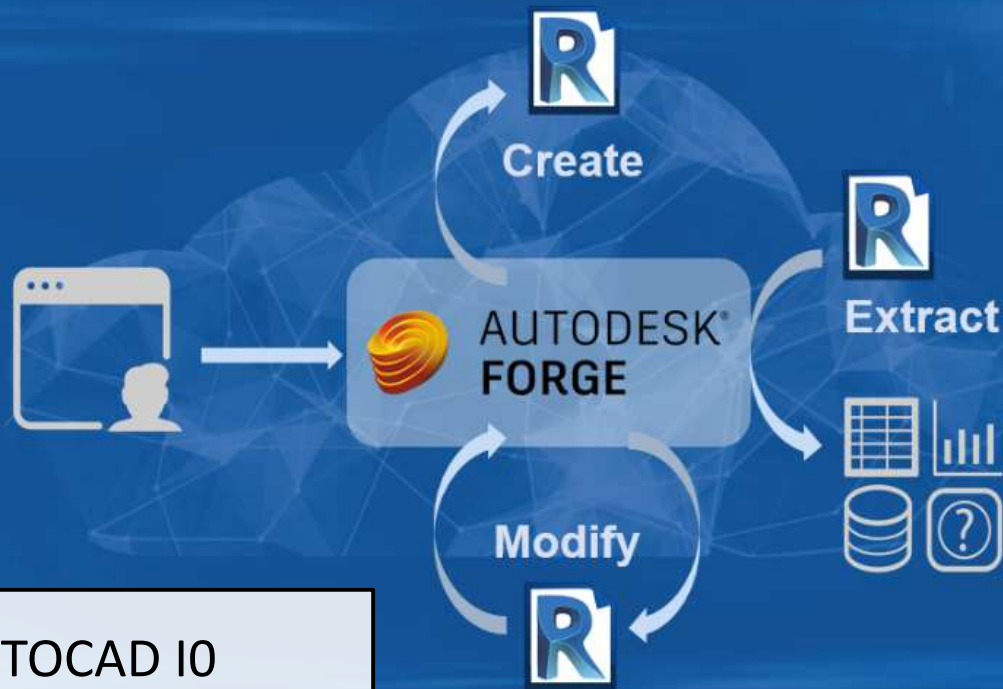 R
Create
R
Extract
AUTODESK®
FORGE
?
Modify
R
TOCAD I0